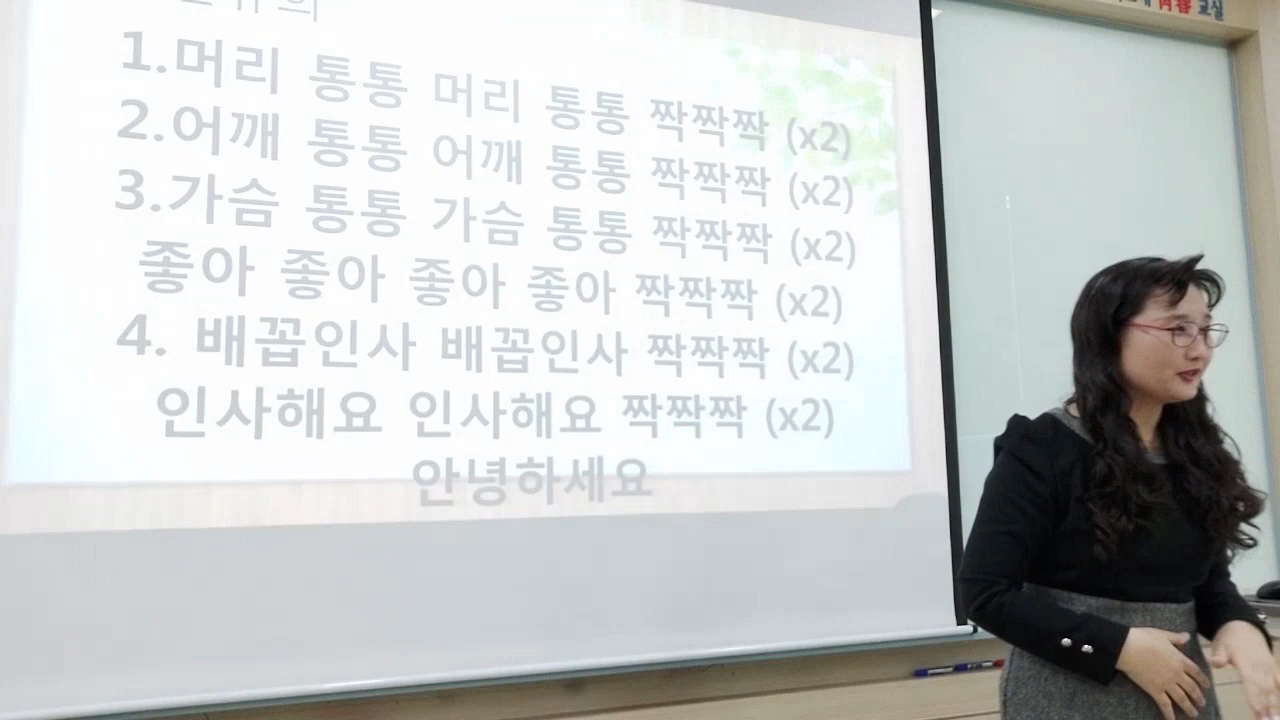 교실
1.머리 통통 머리 통통 짝짝짝 (x2)
2.어깨 통통 어깨 통통 짝짝짝 (x2)
3.가슴 통통 가슴 통통 짝짝짝 (x2)
좋아 좋아 좋아 좋아 짝짝짝 (x2)
4. 배꼽인사 배꼽인사 짝짝짝 (x2)
인사해요 인사해요 짝짝짝 (x2)
안녕하세요